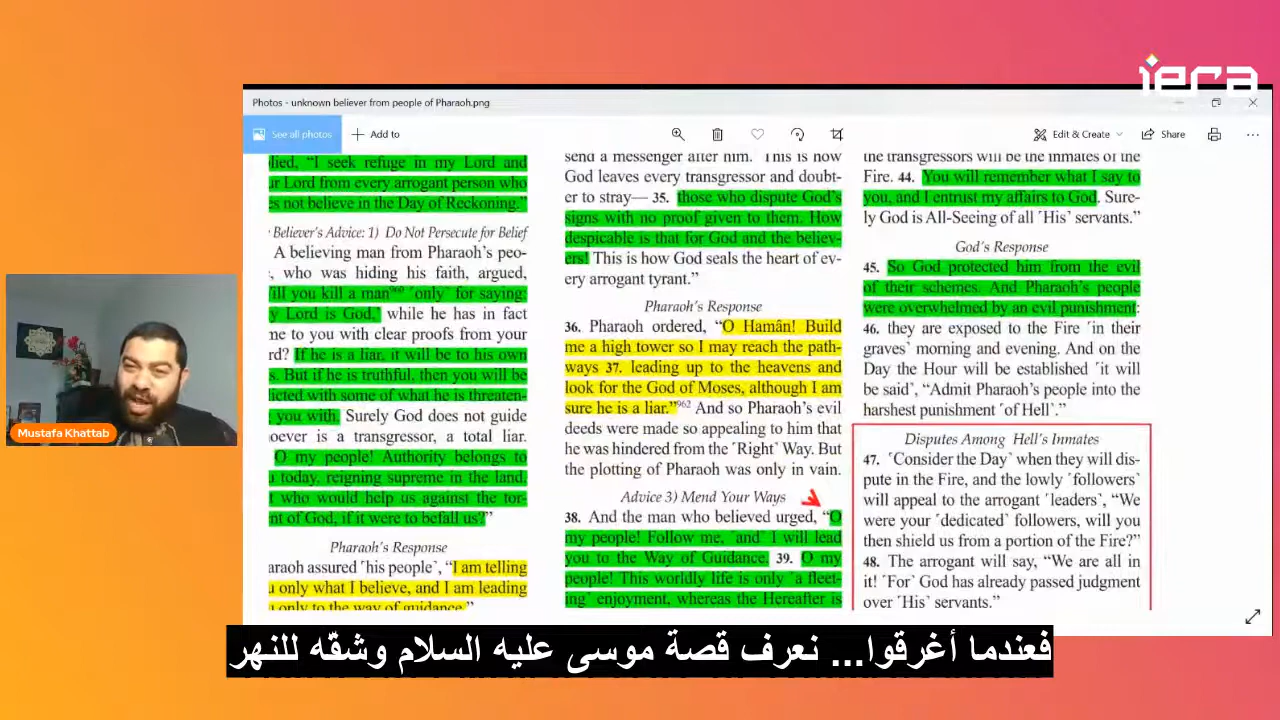 iera
Photos - unknown believer from people of Pharaoh.png
See all photos
Add to
Edit & Create
Share
lied, “I seek refuge in my Lord and
ur Lord from every arrogant person who
es not believe in the Day of Reckoning.”
Believer’s Advice: 1) Do Not Persecute for Belief
A believing man from Pharaoh’s peo-
, who was hiding his faith, argued,
ill you kill a man⁹⁶⁰ ˹only˺ for saying:
y Lord is God,’ while he has in fact
me to you with clear proofs from your
rd? If he is a liar, it will be to his own
s. But if he is truthful, then you will be
licted with some of what he is threaten-
you with. Surely God does not guide
oever is a transgressor, a total liar.
O my people! Authority belongs to
u today, reigning supreme in the land.
t who would help us against the tor-
nt of God, if it were to befall us?”
Pharaoh’s Response
araoh assured ˹his people˺, “I am telling
u only what I believe, and I am leading
u only to the way of guidance.”
send a messenger after him.’ This is how
God leaves every transgressor and doubt-
er to stray— 35. those who dispute God’s
signs with no proof given to them. How
despicable is that for God and the believ-
ers! This is how God seals the heart of ev-
ery arrogant tyrant.”
Pharaoh’s Response
36. Pharaoh ordered, “O Hamân! Build
me a high tower so I may reach the path-
ways 37. leading up to the heavens and
look for the God of Moses, although I am
sure he is a liar.”⁹⁶² And so Pharaoh’s evil
deeds were made so appealing to him that
he was hindered from the ˹Right˺ Way. But
the plotting of Pharaoh was only in vain.
Advice 3) Mend Your Ways
38. And the man who believed urged, “O
my people! Follow me, ˹and˺ I will lead
you to the Way of Guidance. 39. O my
people! This worldly life is only ˹a fleet-
ing˺ enjoyment, whereas the Hereafter is
the transgressors will be the inmates of the
Fire. 44. You will remember what I say to
you, and I entrust my affairs to God. Sure-
ly God is All-Seeing of all ˹His˺ servants.”
God’s Response
45. So God protected him from the evil
of their schemes. And Pharaoh’s people
were overwhelmed by an evil punishment:
46. they are exposed to the Fire ˹in their
graves˺ morning and evening. And on the
Day the Hour will be established ˹it will
be said˺, “Admit Pharaoh’s people into the
harshest punishment ˹of Hell˺.”
Disputes Among Hell’s Inmates
47. ˹Consider the Day˺ when they will dis-
pute in the Fire, and the lowly ˹followers˺
will appeal to the arrogant ˹leaders˺, “We
were your ˹dedicated˺ followers, will you
then shield us from a portion of the Fire?”
48. The arrogant will say, “We are all in
it! ˹For˺ God has already passed judgment
over ˹His˺ servants.”
Mustafa Khattab
فعندما أغرقوا... نعرف قصة موسى عليه السلام وشقّه للنهر